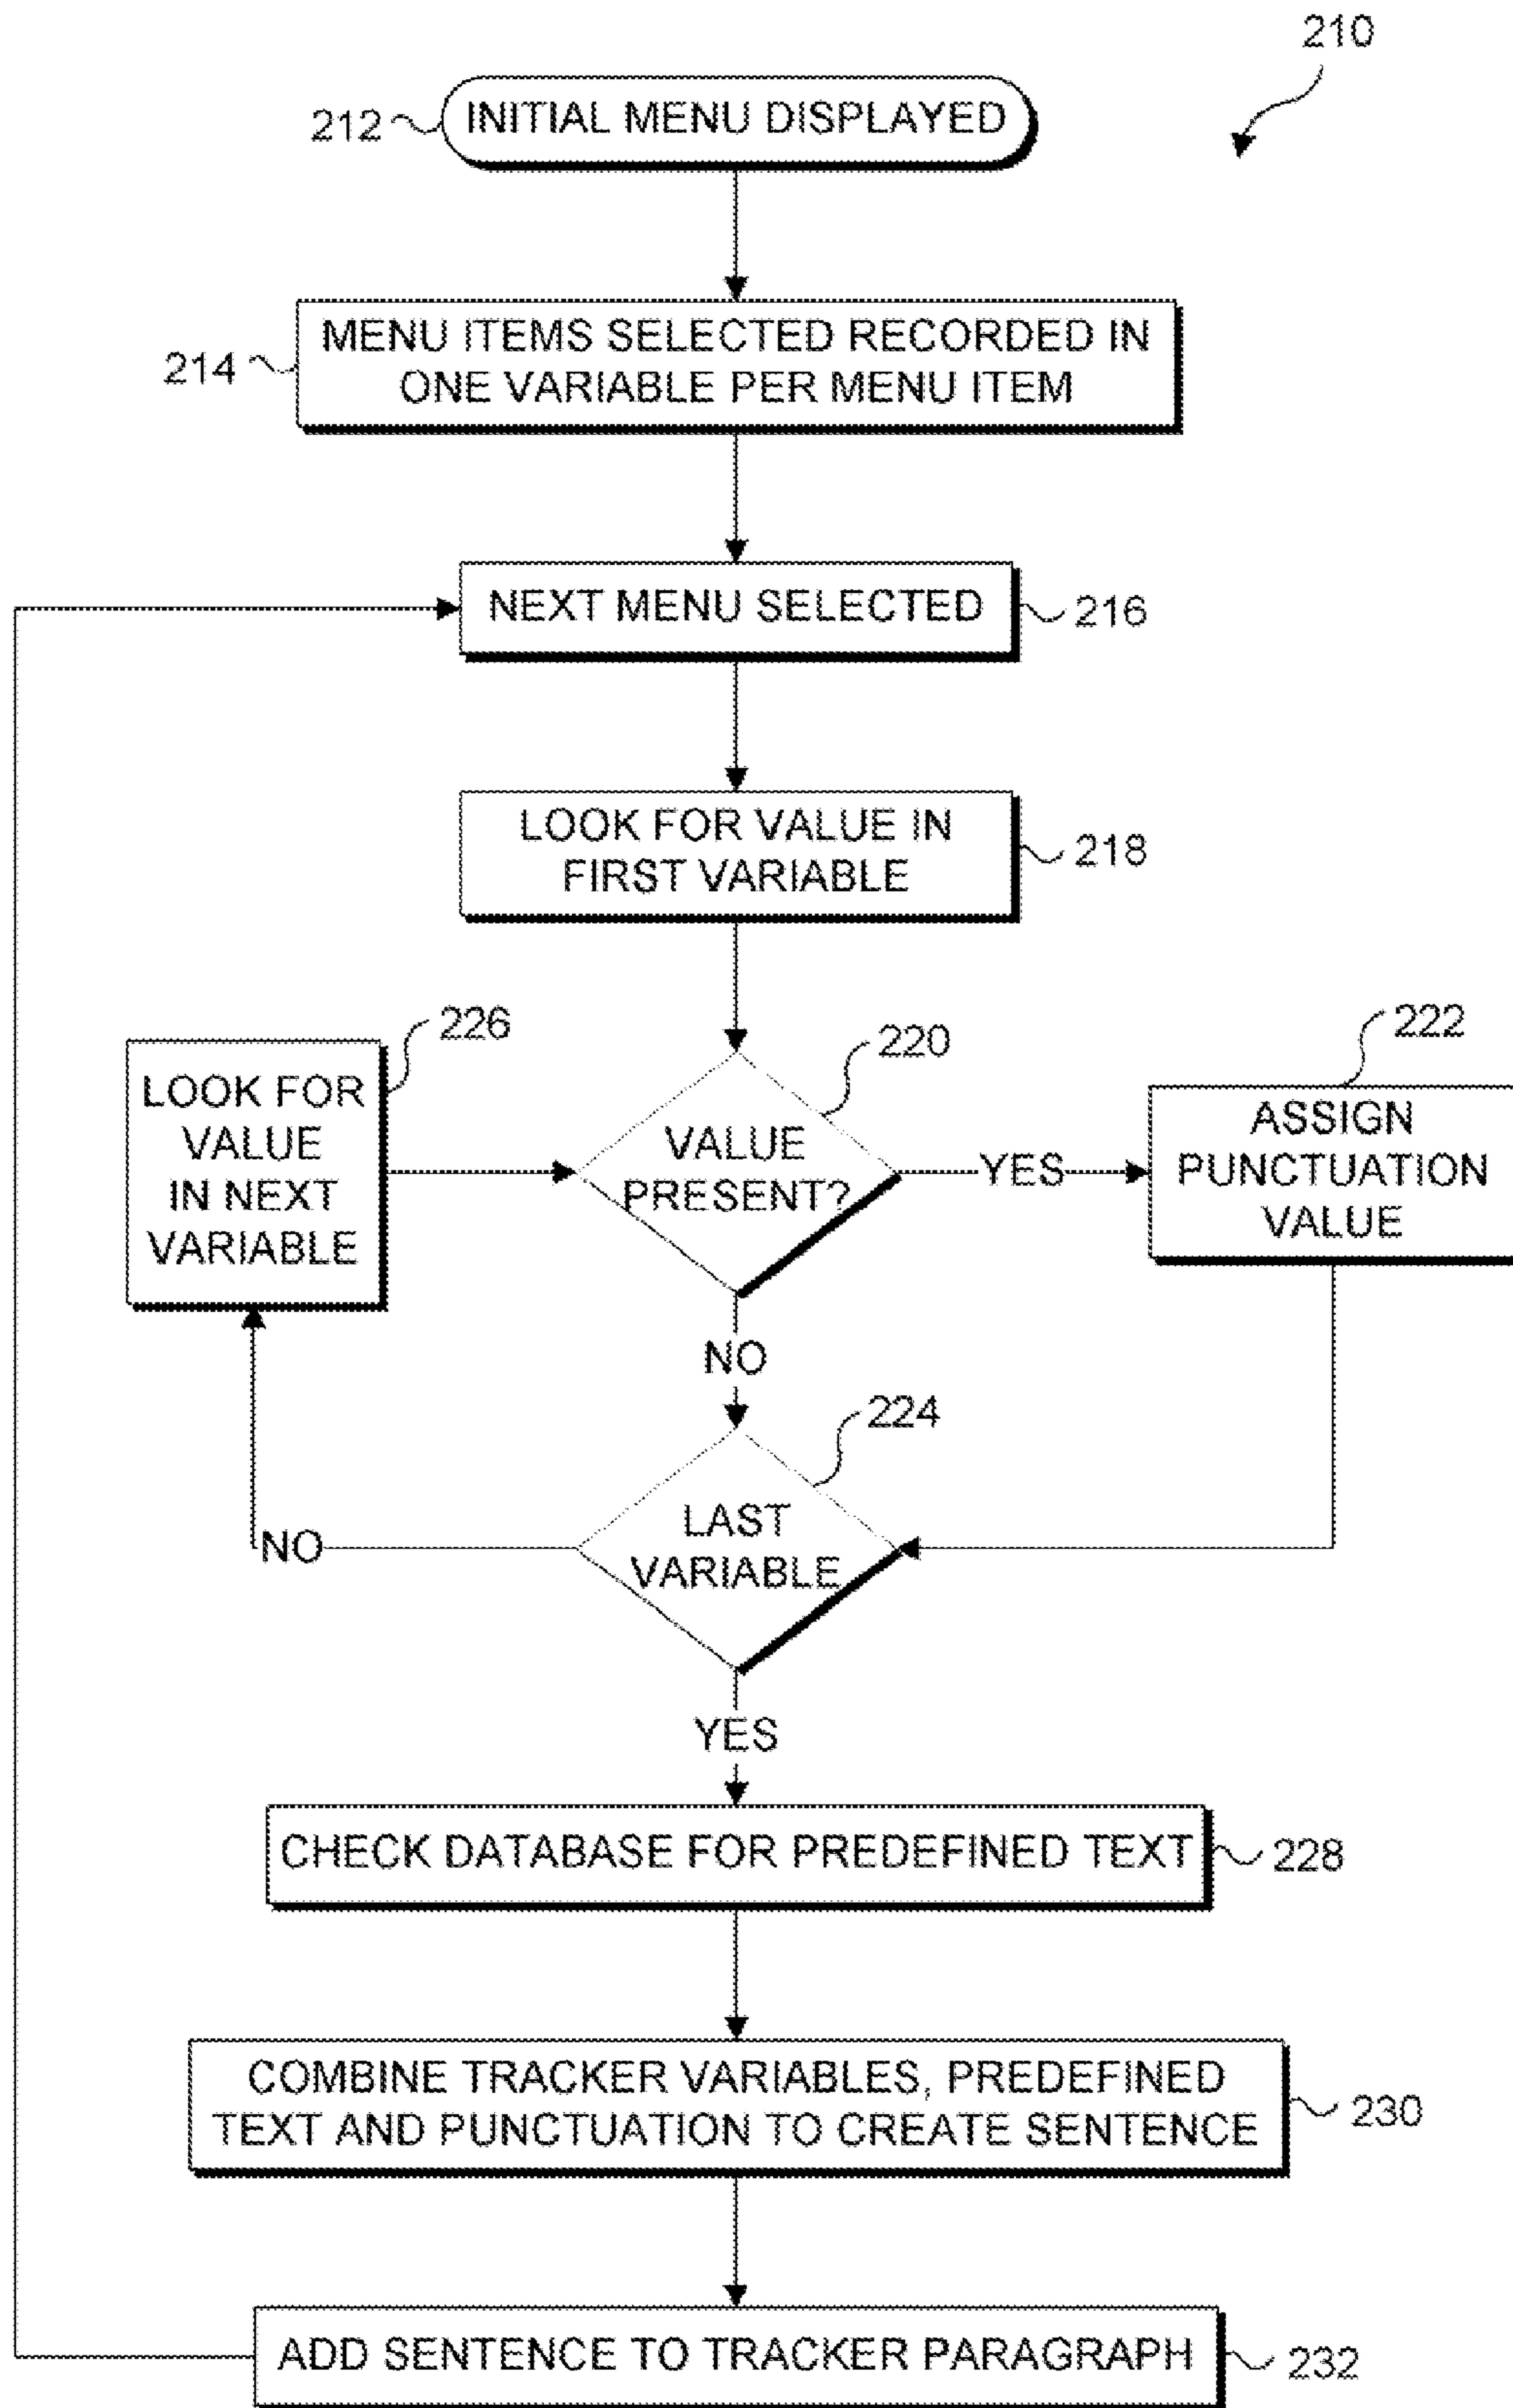 210
212
INITIAL MENU DISPLAYED
214
MENU ITEMS SELECTED RECORDED IN
ONE VARIABLE PER MENU ITEM
NEXT MENU SELECTED
216
LOOK FOR VALUE IN
FIRST VARIABLE
218
226
LOOK FOR
VALUE
IN NEXT
VARIABLE
220
VALUE
PRESENT?
YES
222
ASSIGN
PUNCTUATION
VALUE
NO
224
LAST
VARIABLE
NO
YES
CHECK DATABASE FOR PREDEFINED TEXT
228
COMBINE TRACKER VARIABLES, PREDEFINED
TEXT AND PUNCTUATION TO CREATE SENTENCE
230
ADD SENTENCE TO TRACKER PARAGRAPH
232